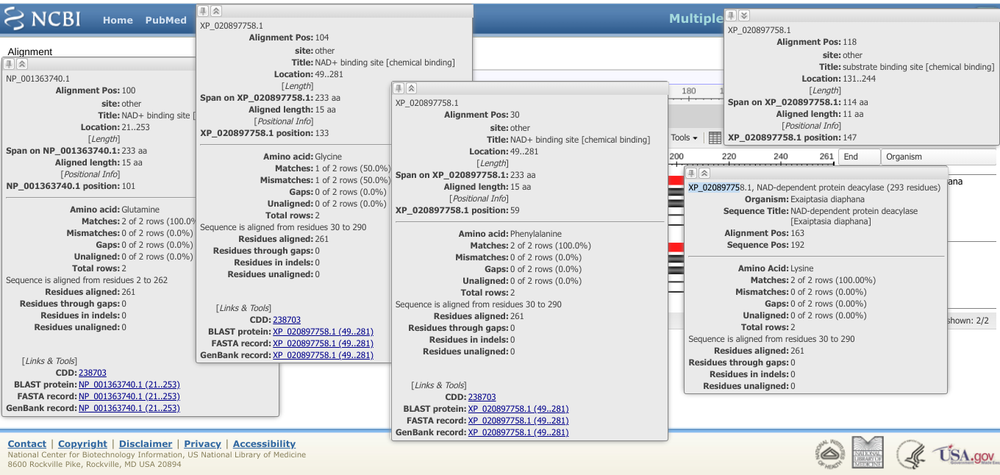 NCBI
Home
PubMed
Multiple
Alignment
NP_001363740.1
Alignment Pos: 100
site: other
Title: NAD+ binding site [
Location: 21..253
[Length]
Span on NP_001363740.1: 233 aa
Aligned length: 15 aa
[Positional Info]
NP_001363740.1 position: 101
Amino acid: Glutamine
Matches: 2 of 2 rows (100.0%
Mismatches: 0 of 2 rows (0.0%)
Gaps: 0 of 2 rows (0.0%)
Unaligned: 0 of 2 rows (0.0%)
Total rows: 2
Sequence is aligned from residues 2 to 262
Residues aligned: 261
Residues through gaps: 0
Residues in indels: 0
Residues unaligned: 0
[Links & Tools]
CDD: 238703
BLAST protein: NP_001363740.1 (21..253)
FASTA record: NP_001363740.1 (21..253)
GenBank record: NP_001363740.1 (21..253)
XP_020897758.1
Alignment Pos: 104
site: other
Title: NAD+ binding site [chemical binding]
Location: 49..281
[Length]
Span on XP_020897758.1: 233 aa
Aligned length: 15 aa
[Positional Info]
XP_020897758.1 position: 133
Amino acid: Glycine
Matches: 1 of 2 rows (50.0%)
Mismatches: 1 of 2 rows (50.0%)
Gaps: 0 of 2 rows (0.0%)
Unaligned: 0 of 2 rows (0.0%)
Total rows: 2
Sequence is aligned from residues 30 to 290
Residues aligned: 261
Residues through gaps: 0
Residues in indels: 0
Residues unaligned: 0
[Links & Tools]
CDD: 238703
BLAST protein: XP_020897758.1 (49..281)
FASTA record: XP_020897758.1 (49..281)
GenBank record: XP_020897758.1 (49..281)
XP_020897758.1
Alignment Pos: 30
site: other
Title: NAD+ binding site [chemical binding]
Location: 49..281
[Length]
Span on XP_020897758.1: 233 aa
Aligned length: 15 aa
[Positional Info]
XP_020897758.1 position: 59
Amino acid: Phenylalanine
Matches: 2 of 2 rows (100.0%)
Mismatches: 0 of 2 rows (0.0%)
Gaps: 0 of 2 rows (0.0%)
Unaligned: 0 of 2 rows (0.0%)
Total rows: 2
Sequence is aligned from residues 30 to 290
Residues aligned: 261
Residues through gaps: 0
Residues in indels: 0
Residues unaligned: 0
[Links & Tools]
CDD: 238703
BLAST protein: XP_020897758.1 (49..281)
FASTA record: XP_020897758.1 (49..281)
GenBank record: XP_020897758.1 (49..281)
XP_020897758.1
Alignment Pos: 118
site: other
Title: substrate binding site [chemical binding]
Location: 131..244
[Length]
Span on XP_020897758.1: 114 aa
Aligned length: 11 aa
[Positional Info]
XP_020897758.1 position: 147
180
Tools
200 220 240 261 End Organism
ana
XP_020897758.1, NAD-dependent protein deacylase (293 residues)
Organism: Exaiptasia diaphana
Sequence Title: NAD-dependent protein deacylase
[Exaiptasia diaphana]
Alignment Pos: 163
Sequence Pos: 192
Amino Acid: Lysine
Matches: 2 of 2 rows (100.00%)
Mismatches: 0 of 2 rows (0.00%)
Gaps: 0 of 2 rows (0.00%)
Unaligned: 0 of 2 rows (0.00%)
Total rows: 2
Sequence is aligned from residues 30 to 290
Residues aligned: 261
Residues through gaps: 0
Residues in indels: 0
Residues unaligned: 0
shown: 2/2
Contact | Copyright | Disclaimer | Privacy | Accessibility
National Center for Biotechnology Information, US National Library of Medicine
8600 Rockville Pike, Rockville, MD USA 20894
NATIONAL INSTITUTES OF HEALTH
NATIONAL LIBRARY OF MEDICINE
USA.gov